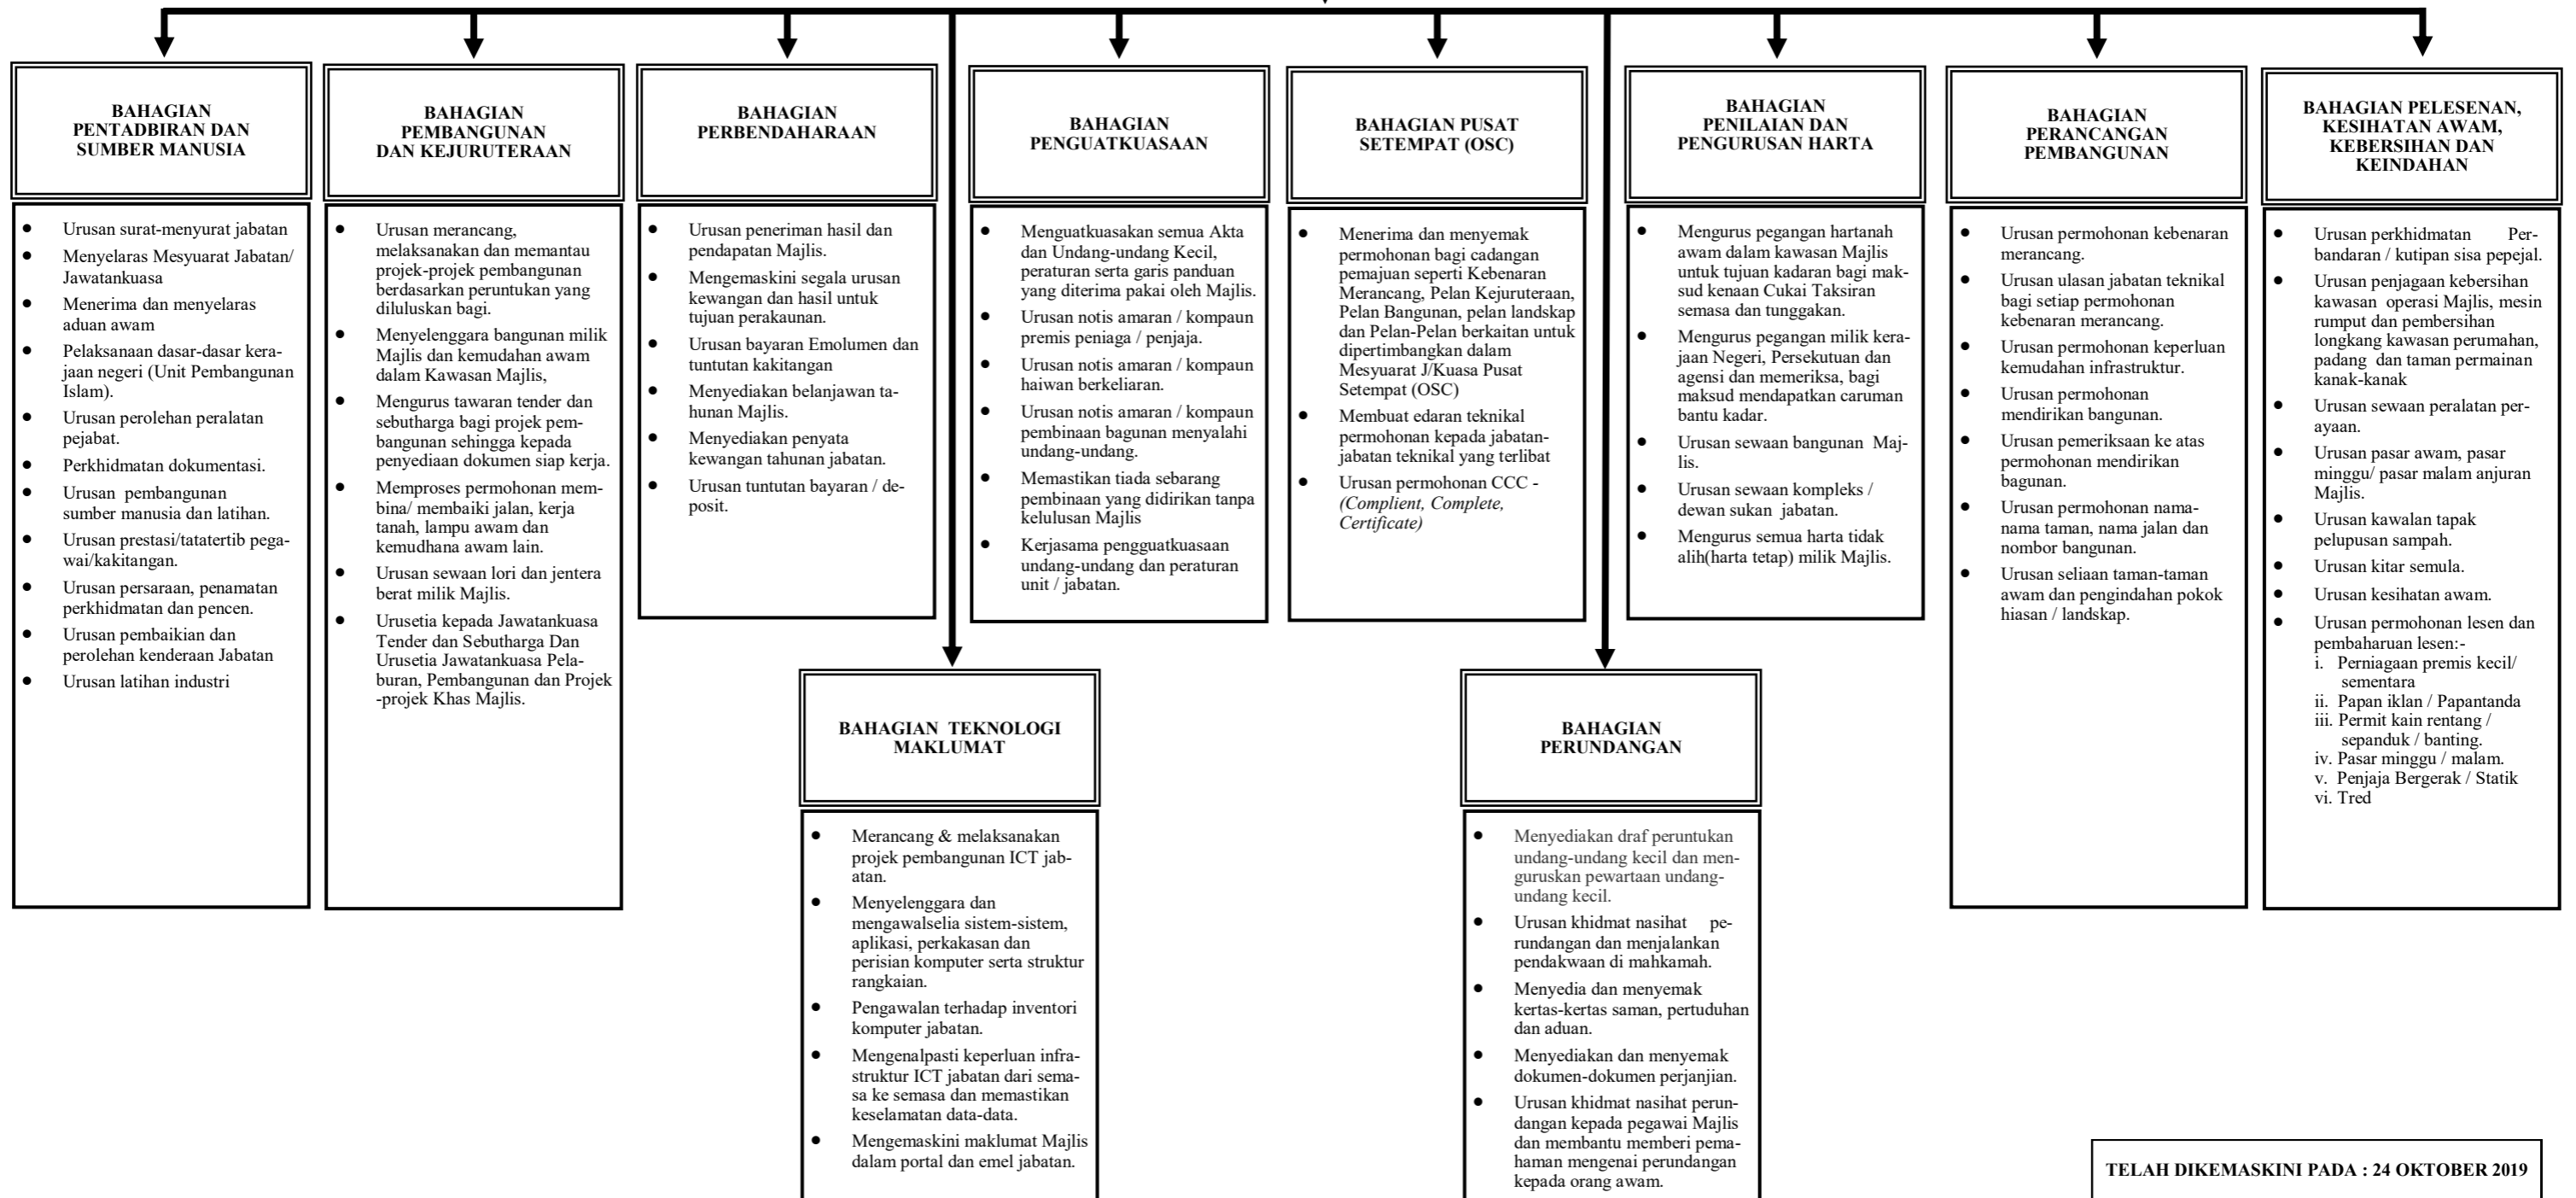 BAHAGIAN
PENTADBIRAN DAN
SUMBER MANUSIA
Urusan surat-menyurat jabatan
Menyelaras Mesyuarat Jabatan/
Jawatankuasa
Menerima dan menyelaras
aduan awam
Pelaksanaan dasar-dasar kera-
jaan negeri (Unit Pembangunan
Islam).
Urusan perolehan peralatan
pejabat.
Perkhidmatan dokumentasi.
Urusan pembangunan
sumber manusia dan latihan.
Urusan prestasi/tatatertib pega-
wai/kakitangan.
Urusan persaraan, penamatan
perkhidmatan dan pencen.
Urusan pembaikian dan
perolehan kenderaan Jabatan
Urusan latihan industri
BAHAGIAN
PEMBANGUNAN
DAN KEJURUTERAAN
Urusan merancang,
melaksanakan dan memantau
projek-projek pembangunan
berdasarkan peruntukan yang
diluluskan bagi.
Menyelenggara bangunan milik
Majlis dan kemudahan awam
dalam Kawasan Majlis,
Mengurus tawaran tender dan
sebutharga bagi projek pem-
bangunan sehingga kepada
penyediaan dokumen siap kerja.
Memproses permohonan mem-
bina/ membaiki jalan, kerja
tanah, lampu awam dan
kemudhana awam lain.
Urusan sewaan lori dan jentera
berat milik Majlis.
Urusetia kepada Jawatankuasa
Tender dan Sebutharga Dan
Urusetia Jawatankuasa Pela-
buran, Pembangunan dan Projek
-projek Khas Majlis.
BAHAGIAN
PERBENDAHARAAN
Urusan peneriman hasil dan
pendapatan Majlis.
Mengemaskini segala urusan
kewangan dan hasil untuk
tujuan perakaunan.
Urusan bayaran Emolumen dan
tuntutan kakitangan
Menyediakan belanjawan ta-
hunan Majlis.
Menyediakan penyata
kewangan tahunan jabatan.
Urusan tuntutan bayaran / de-
posit.
BAHAGIAN
PENGUATKUASAAN
Menguatkuasakan semua Akta
dan Undang-undang Kecil,
peraturan serta garis panduan
yang diterima pakai oleh Majlis.
Urusan notis amaran / kompaun
premis peniaga / penjaja.
Urusan notis amaran / kompaun
haiwan berkeliaran.
Urusan notis amaran / kompaun
pembinaan bagunan menyalahi
undang-undang.
Memastikan tiada sebarang
pembinaan yang didirikan tanpa
kelulusan Majlis
Kerjasama pengguatkuasaan
undang-undang dan peraturan
unit / jabatan.
BAHAGIAN PUSAT
SETEMPAT (OSC)
Menerima dan menyemak
permohonan bagi cadangan
pemajuan seperti Kebenaran
Merancang, Pelan Kejuruteraan,
Pelan Bangunan, pelan landskap
dan Pelan-Pelan berkaitan untuk
dipertimbangkan dalam
Mesyuarat J/Kuasa Pusat
Setempat (OSC)
Membuat edaran teknikal
permohonan kepada jabatan-
jabatan teknikal yang terlibat
Urusan permohonan CCC -
(Complient, Complete,
Certificate)
BAHAGIAN
PENILAIAN DAN
PENGURUSAN HARTA
Mengurus pegangan hartanah
awam dalam kawasan Majlis
untuk tujuan kadaran bagi mak-
sud kenaan Cukai Taksiran
semasa dan tunggakan.
Mengurus pegangan milik kera-
jaan Negeri, Persekutuan dan
agensi dan memeriksa, bagi
maksud mendapatkan caruman
bantu kadar.
Urusan sewaan bangunan Maj-
lis.
Urusan sewaan kompleks /
dewan sukan jabatan.
Mengurus semua harta tidak
alih(harta tetap) milik Majlis.
BAHAGIAN
PERANCANGAN
PEMBANGUNAN
Urusan permohonan kebenaran
merancang.
Urusan ulasan jabatan teknikal
bagi setiap permohonan
kebenaran merancang.
Urusan permohonan keperluan
kemudahan infrastruktur.
Urusan permohonan
mendirikan bangunan.
Urusan pemeriksaan ke atas
permohonan mendirikan
bagunan.
Urusan permohonan nama-
nama taman, nama jalan dan
nombor bangunan.
Urusan seliaan taman-taman
awam dan pengindahan pokok
hiasan / landskap.
BAHAGIAN PELESENAN,
KESIHATAN AWAM,
KEBERSIHAN DAN
KEINDAHAN
Urusan perkhidmatan Per-
bandaran / kutipan sisa pepejal.
Urusan penjagaan kebersihan
kawasan operasi Majlis, mesin
rumput dan pembersihan
longkang kawasan perumahan,
padang dan taman permainan
kanak-kanak
Urusan sewaan peralatan per-
ayaan.
Urusan pasar awam, pasar
minggu/ pasar malam anjuran
Majlis.
Urusan kawalan tapak
pelupusan sampah.
Urusan kitar semula.
Urusan kesihatan awam.
Urusan permohonan lesen dan
pembaharuan lesen:-
i. Perniagaan premis kecil/
sementara
ii. Papan iklan / Papantanda
iii. Permit kain rentang /
sepanduk / banting.
iv. Pasar minggu / malam.
v. Penjaja Bergerak / Statik
vi. Tred
BAHAGIAN TEKNOLOGI
MAKLUMAT
Merancang & melaksanakan
projek pembangunan ICT jab-
atan.
Menyelenggara dan
mengawalselia sistem-sistem,
aplikasi, perkakasan dan
perisian komputer serta struktur
rangkaian.
Pengawalan terhadap inventori
komputer jabatan.
Mengenalpasti keperluan infra-
struktur ICT jabatan dari sema-
sa ke semasa dan memastikan
keselamatan data-data.
Mengemaskini maklumat Majlis
dalam portal dan emel jabatan.
BAHAGIAN
PERUNDANGAN
Menyediakan draf peruntukan
undang-undang kecil dan men-
guruskan pewartaan undang-
undang kecil.
Urusan khidmat nasihat pe-
rundangan dan menjalankan
pendakwaan di mahkamah.
Menyedia dan menyemak
kertas-kertas saman, pertuduhan
dan aduan.
Menyediakan dan menyemak
dokumen-dokumen perjanjian.
Urusan khidmat nasihat perun-
dangan kepada pegawai Majlis
dan membantu memberi pema-
haman mengenai perundangan
kepada orang awam.
TELAH DIKEMASKINI PADA : 24 OKTOBER 2019